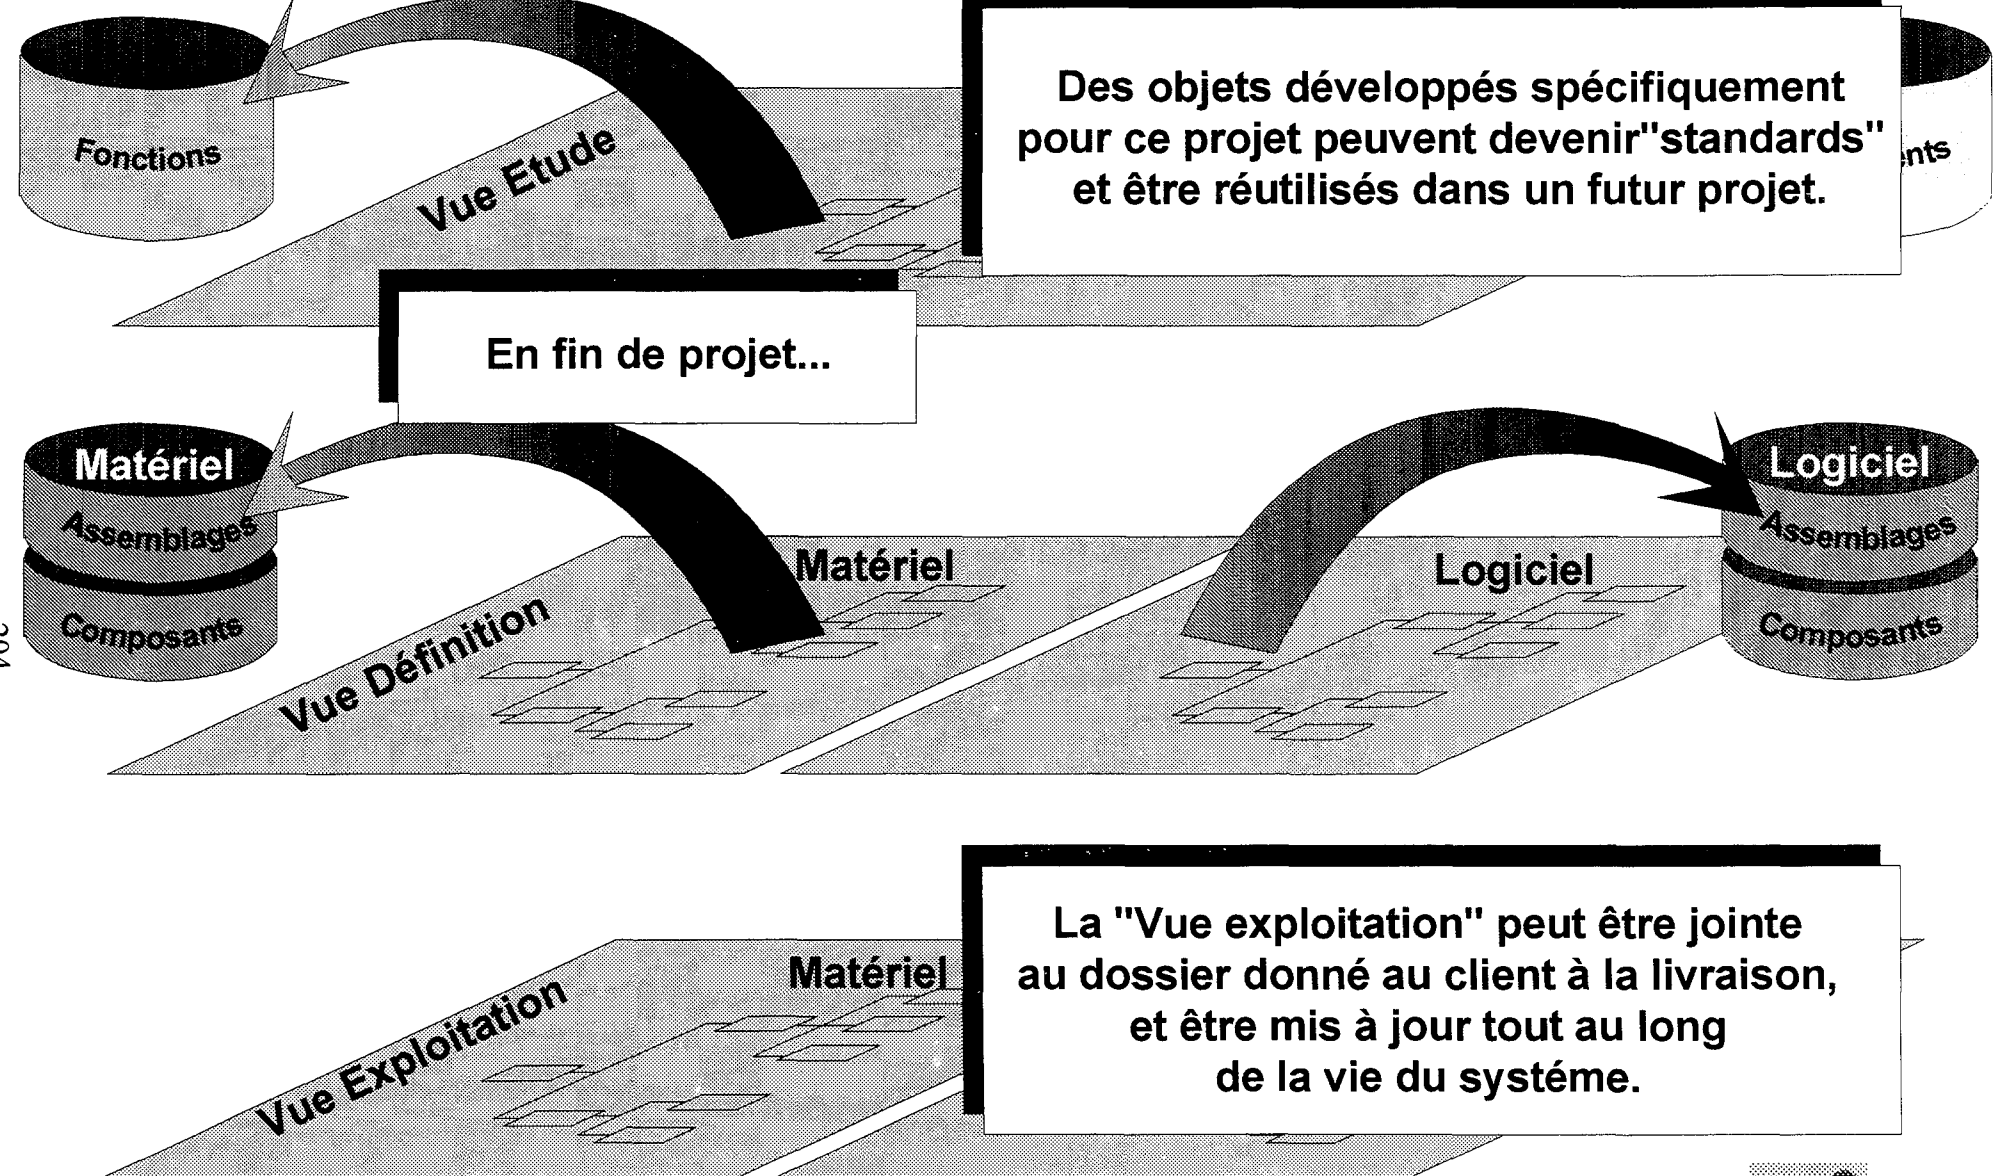 Des objets développés spécifiquement
pour ce projet peuvent devenir"standards"
et être réutilisés dans un futur projet.
Fonctions
Vue Etude
En fin de projet...
Matériel
Assemblages
Composants
Vue Définition
Matériel
Logiciel
Logiciel
Assemblages
Composants
Vue Exploitation
Matériel
La "Vue exploitation" peut être jointe
au dossier donné au client à la livraison,
et être mis à jour tout au long
de la vie du systéme.